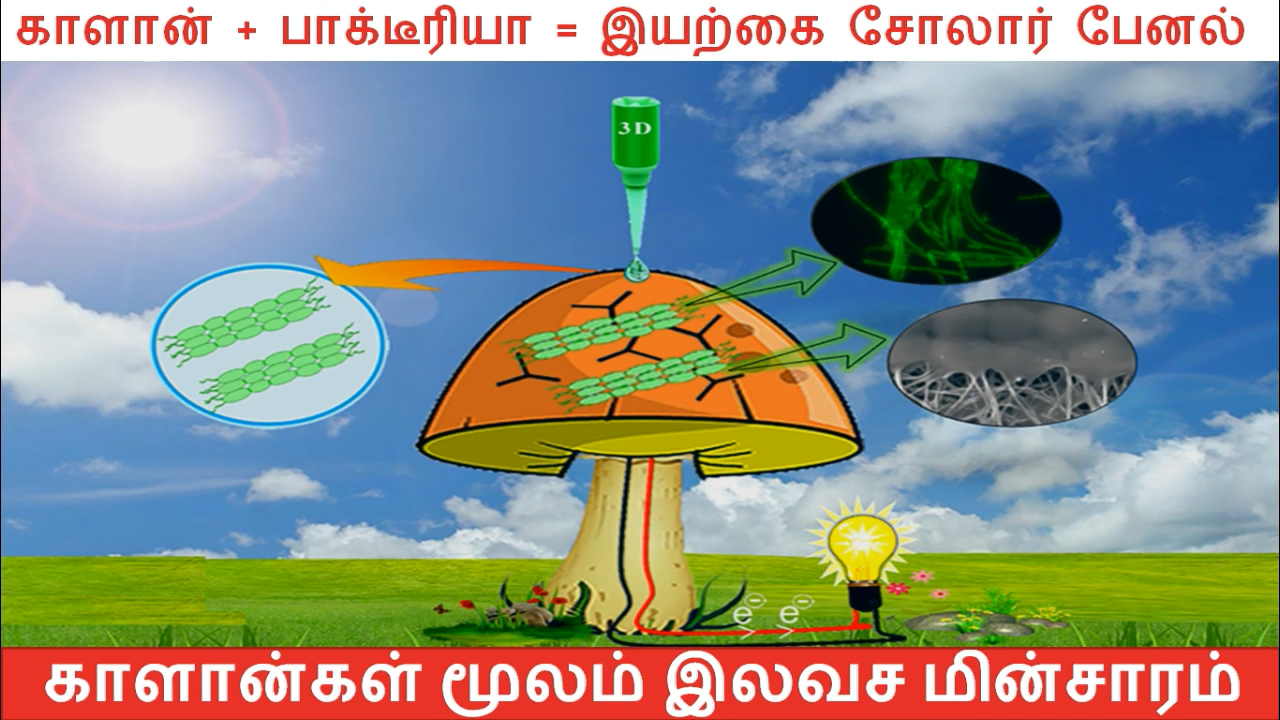 காளான் + பாக்டீரியா = இயற்கை சோலார் பேனல்
3D
e⊖ e⊖
காளான்கள் மூலம் இலவச மின்சாரம்